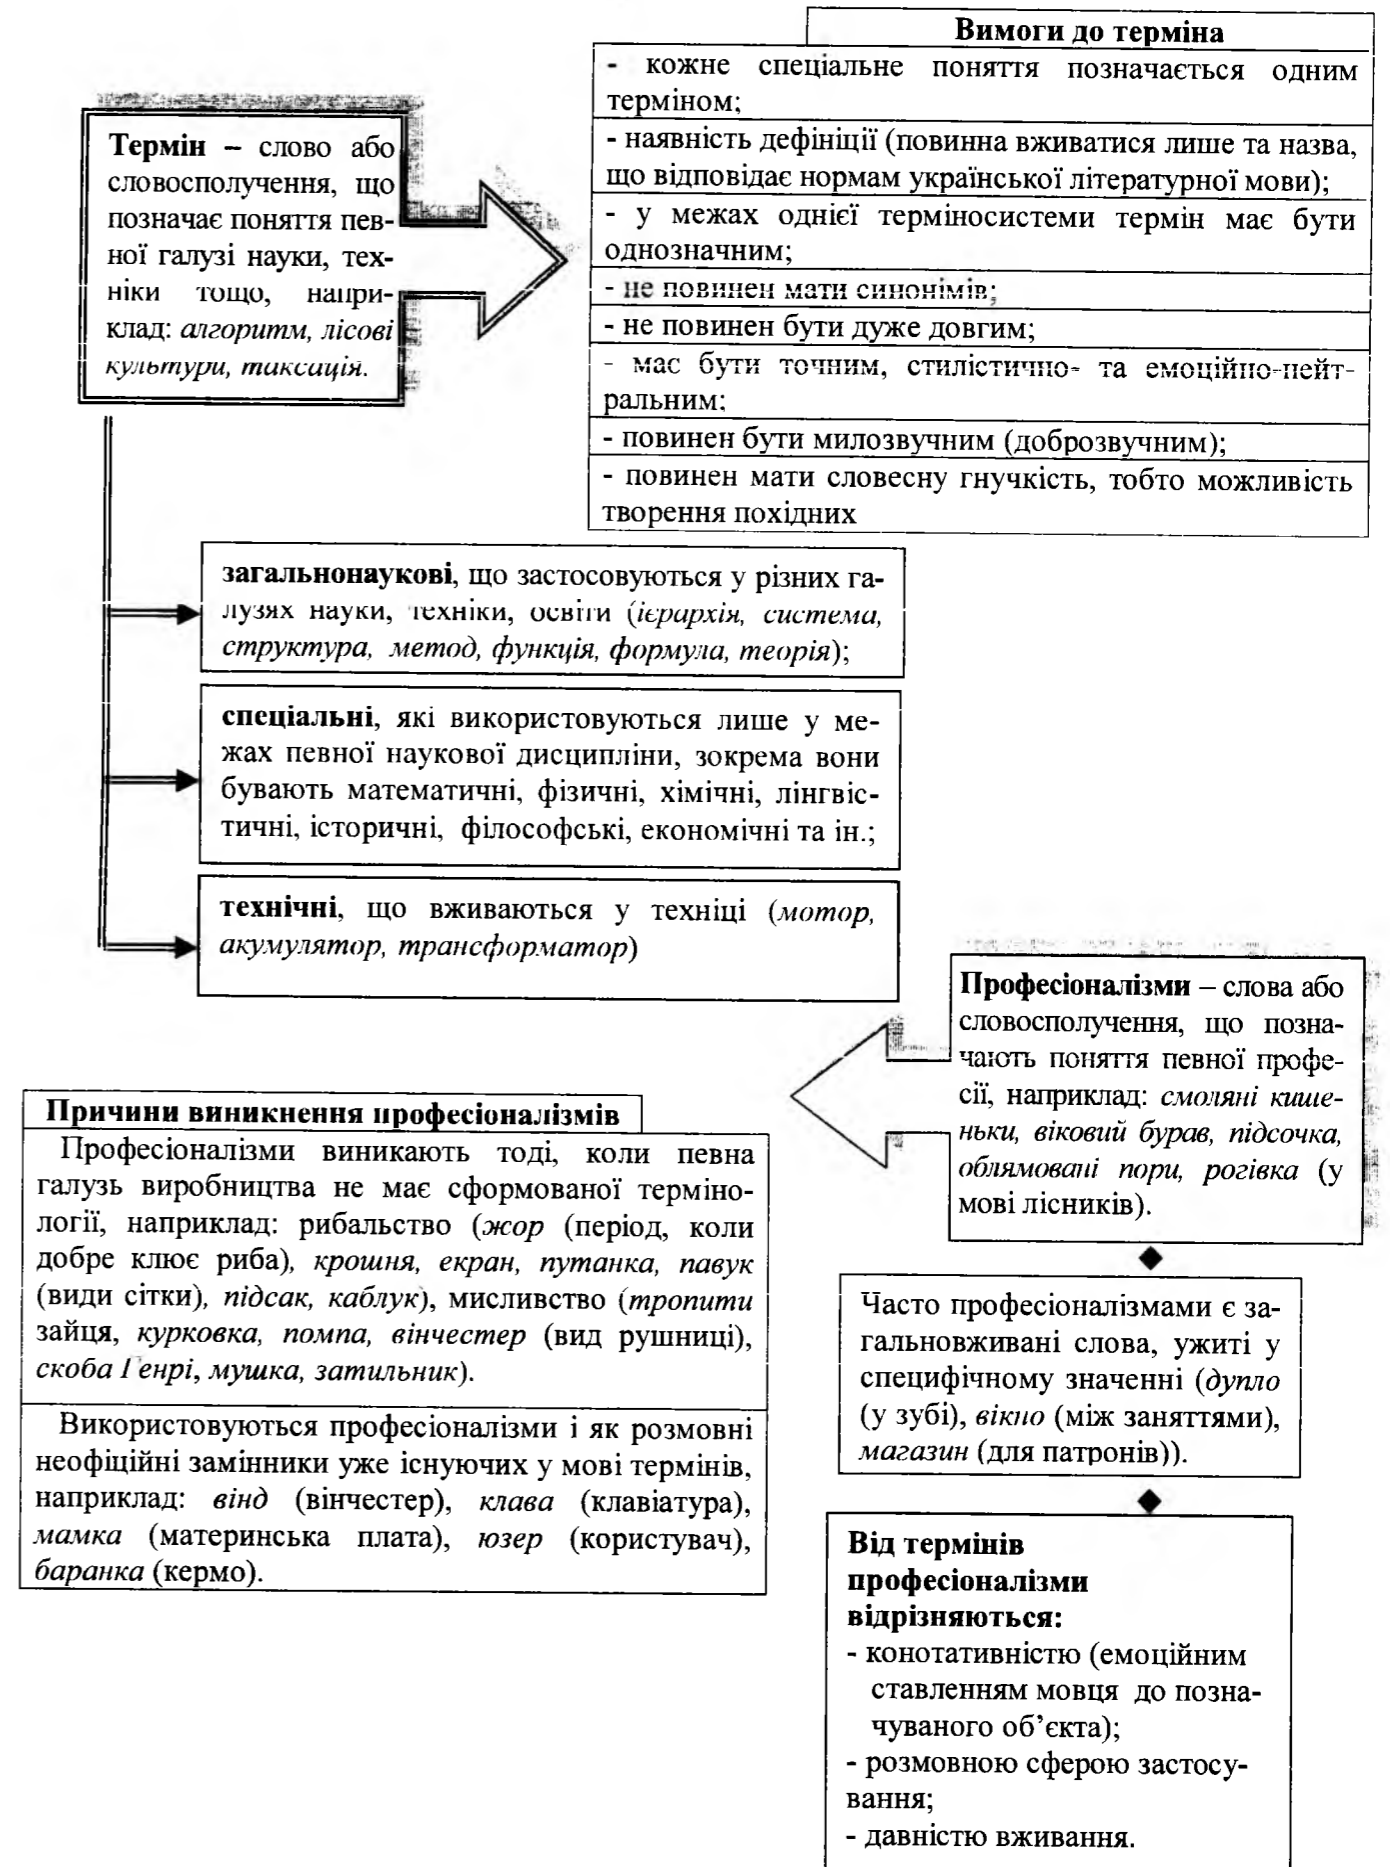 Вимоги до терміна
- кожне спеціальне поняття позначається одним
терміном;
- наявність дефініції (повинна вживатися лише та назва,
що відповідає нормам української літературної мови);
- у межах однієї терміносистеми термін має бути
однозначним;
- не повинен мати синонімів;
- не повинен бути дуже довгим;
- має бути точним, стилістично- та емоційно-нейт-
ральним;
- повинен бути милозвучним (доброзвучним);
- повинен мати словесну гнучкість, тобто можливість
творення похідних
Термін – слово або
словосполучення, що
позначає поняття пев-
ної галузі науки, тех-
ніки тощо, напри-
клад: алгоритм, лісові
культури, таксація.
загальнонаукові, що застосовуються у різних га-
лузях науки, техніки, освіти (ієрархія, система,
структура, метод, функція, формула, теорія);
спеціальні, які використовуються лише у ме-
жах певної наукової дисципліни, зокрема вони
бувають математичні, фізичні, хімічні, лінгвіс-
тичні, історичні, філософські, економічні та ін.;
технічні, що вживаються у техніці (мотор,
акумулятор, трансформатор)
Професіоналізми – слова або
словосполучення, що позна-
чають поняття певної профе-
сії, наприклад: смоляні кише-
ньки, віковий бурав, підсочка,
облямовані пори, рогівка (у
мові лісників).
Причини виникнення професіоналізмів
Професіоналізми виникають тоді, коли певна
галузь виробництва не має сформованої терміно-
логії, наприклад: рибальство (жор (період, коли
добре клює риба), крошня, екран, путанка, павук
(види сітки), підсак, каблук), мисливство (тропити
зайця, курковка, помпа, вінчестер (вид рушниці),
скоба Генрі, мушка, затильник).
Використовуються професіоналізми і як розмовні
неофіційні замінники уже існуючих у мові термінів,
наприклад: вінд (вінчестер), клава (клавіатура),
мамка (материнська плата), юзер (користувач),
баранка (кермо).
Часто професіоналізмами є за-
гальновживані слова, ужиті у
специфічному значенні (дупло
(у зубі), вікно (між заняттями),
магазин (для патронів)).
Від термінів
професіоналізми
відрізняються:
- конотативністю (емоційним
ставленням мовця до позна-
чуваного об’єкта);
- розмовною сферою застосу-
вання;
- давністю вживання.